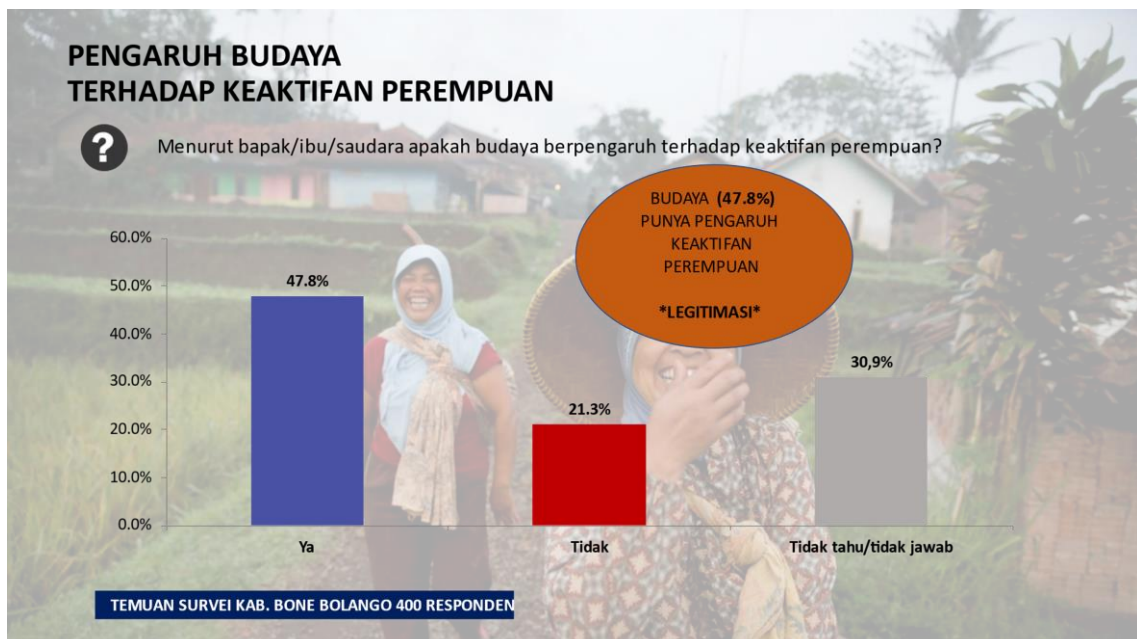 PENGARUH BUDAYA
TERHADAP KEAKTIFAN PEREMPUAN
?
Menurut bapak/ibu/saudara apakah budaya berpengaruh terhadap keaktifan perempuan?
BUDAYA (47.8%)
PUNYA PENGARUH
KEAKTIFAN
PEREMPUAN
*LEGITIMASI*
60.0%
50.0%
40.0%
30.0%
20.0%
10.0%
0.0%
47.8%
21.3%
30,9%
Ya
Tidak
Tidak tahu/tidak jawab
TEMUAN SURVEI KAB. BONE BOLANGO 400 RESPONDEN